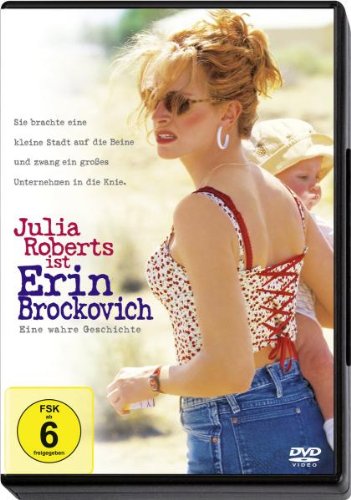 Sie brachte eine
kleine Stadt auf die Beine
und zwang ein großes
Unternehmen in die Knie.
Julia
Roberts
ist
Erin
Brockovich
Eine wahre Geschichte
FSK
ab
6
freigegeben
DVD
VIDEO